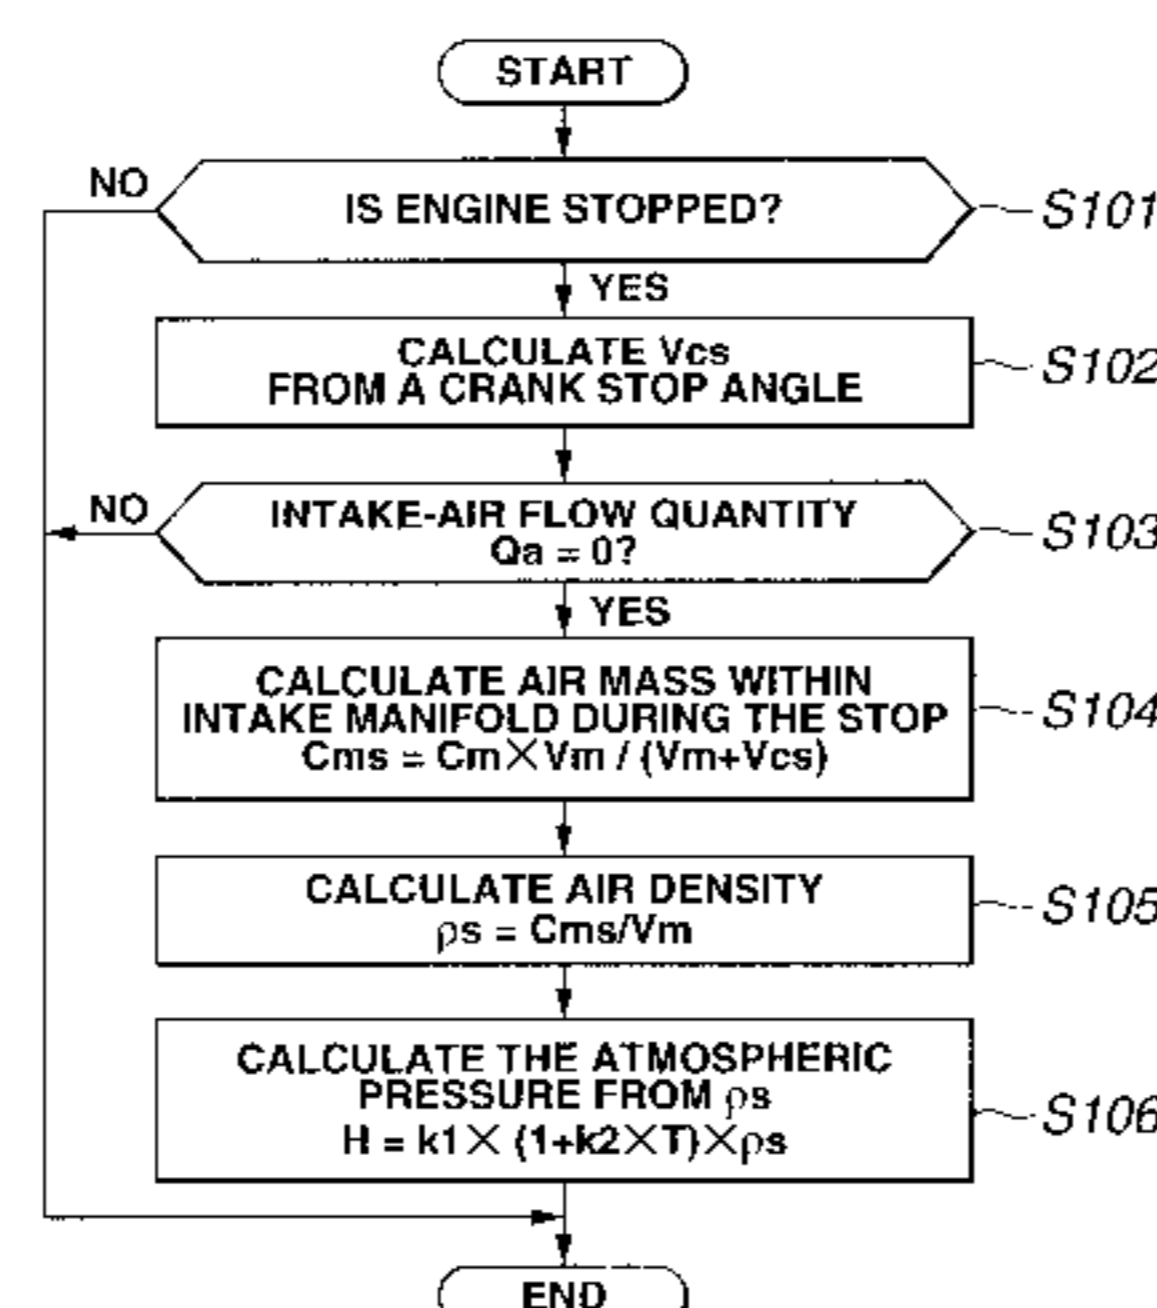 START
NO
IS ENGINE STOPPED?
S101
YES
CALCULATE Vcs
FROM A CRANK STOP ANGLE
S102
NO
INTAKE-AIR FLOW QUANTITY
Qa = 0?
S103
YES
CALCULATE AIR MASS WITHIN
INTAKE MANIFOLD DURING THE STOP
Cms = Cm×Vm / (Vm+Vcs)
S104
CALCULATE AIR DENSITY
ρs = Cms/Vm
S105
CALCULATE THE ATMOSPHERIC
PRESSURE FROM ρs
H = k1× (1+k2×T)×ρs
S106
END